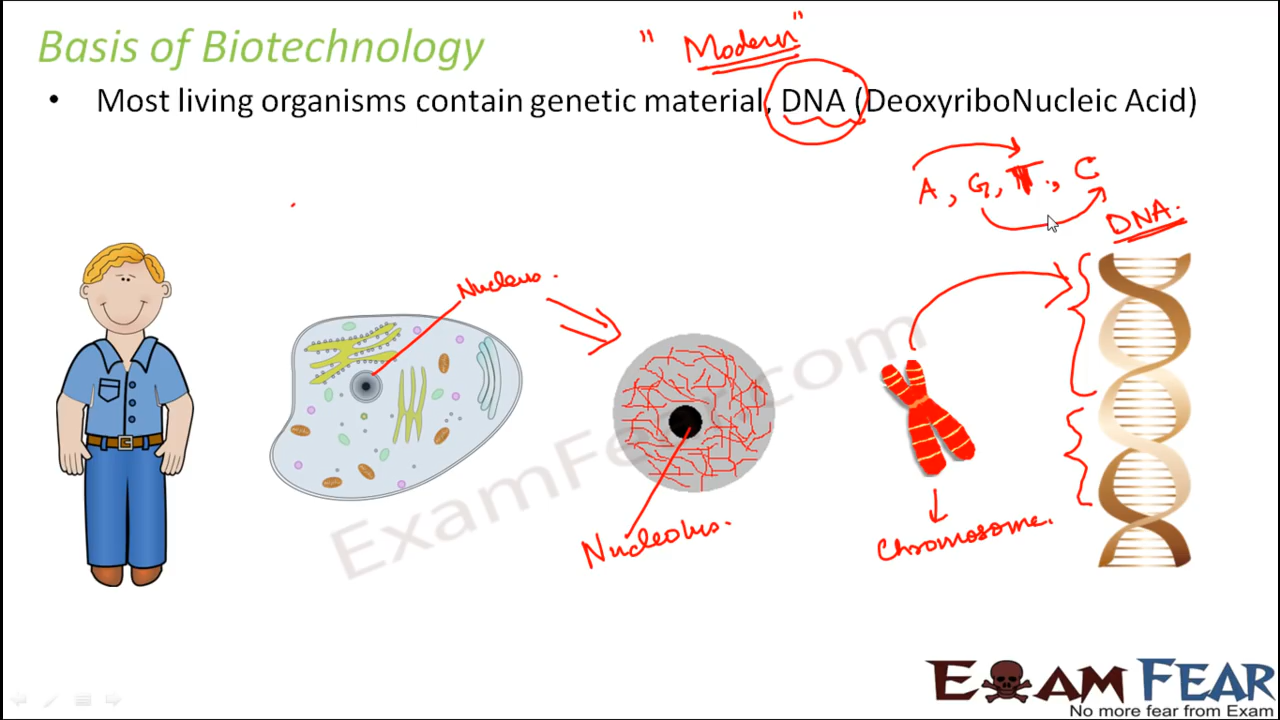 Basis of Biotechnology
" Modern "
• Most living organisms contain genetic material, DNA (DeoxyriboNucleic Acid)
A, G, T, C
DNA.
Nucleus.
ExamFear.com
Nucleolus.
Chromosome.
EXAM FEAR
No more fear from Exam